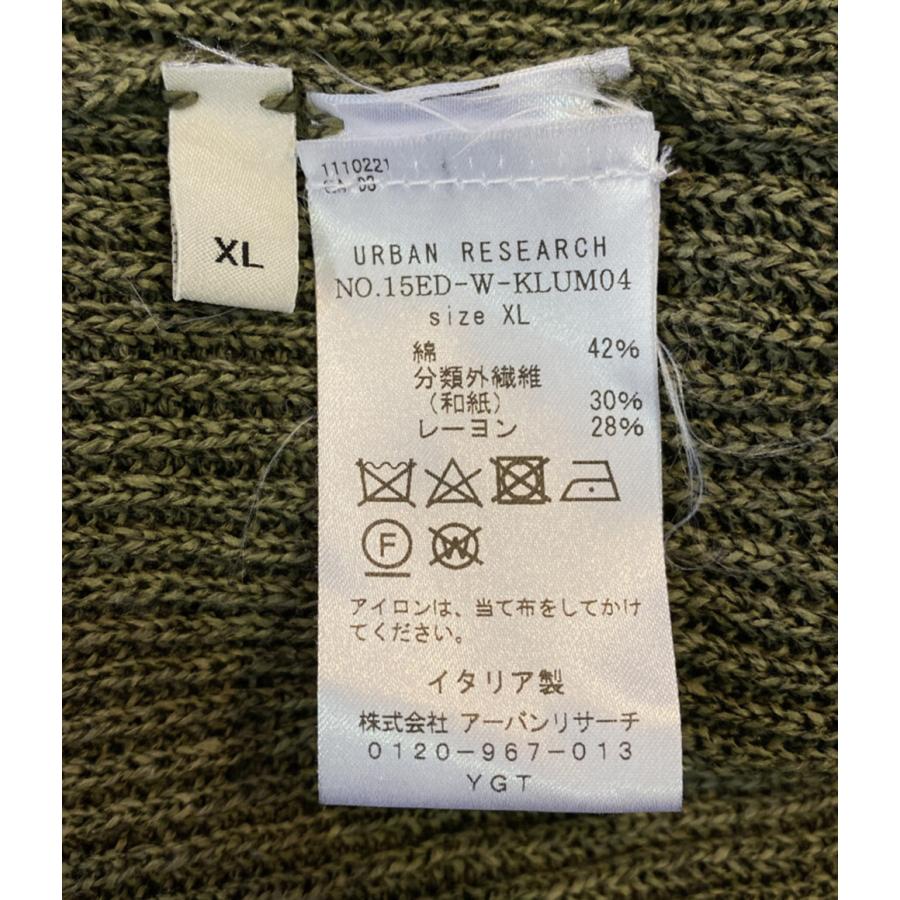 XL
1110221
URBAN RESEARCH
NO.15ED-W-KLUM04
size XL
綿 42%
分類外繊維
(和紙) 30%
レーヨン 28%
F W
アイロンは、当て布をしてかけ
てください。
イタリア製
株式会社 アーバンリサーチ
0120-967-013
YGT